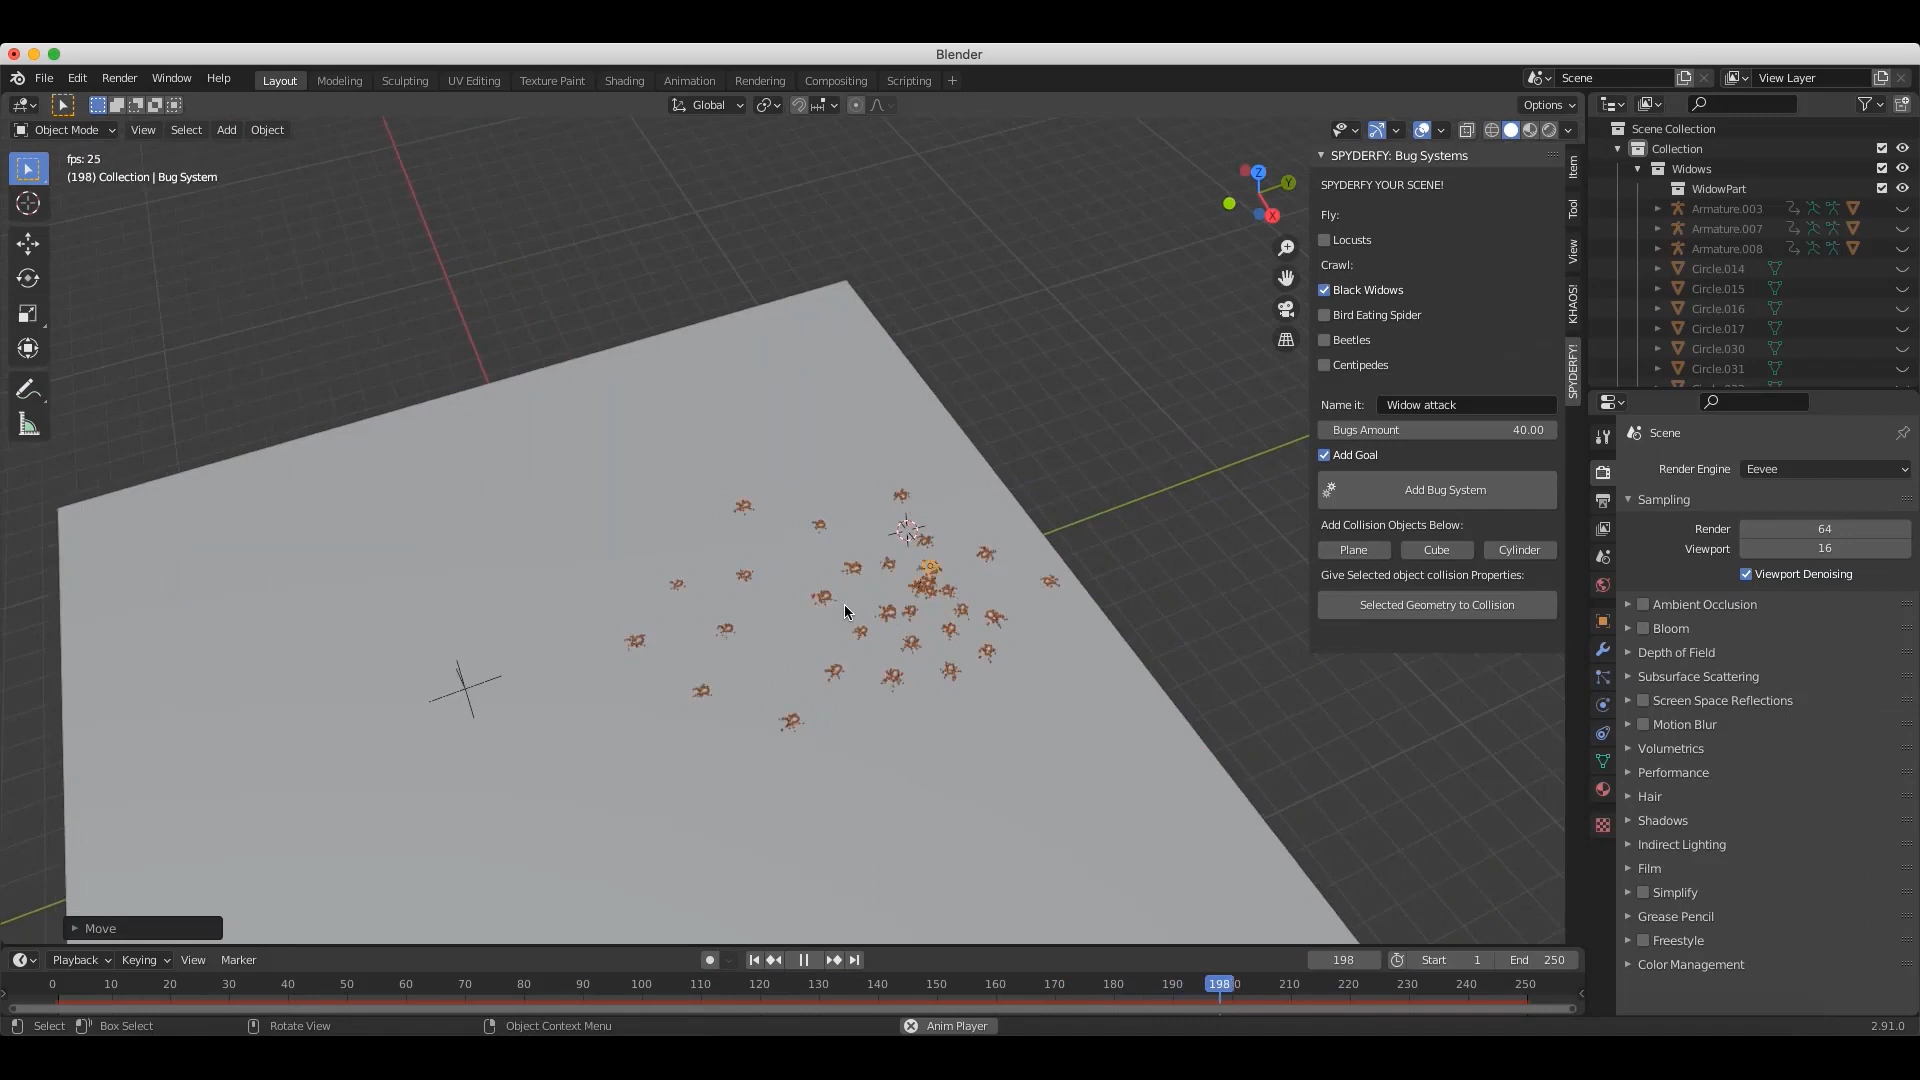 Blender
File Edit Render Window Help
Layout Modeling Sculpting UV Editing Texture Paint Shading Animation Rendering Compositing Scripting +
Scene
View Layer
Global
Options
Object Mode View Select Add Object
fps: 25
(198) Collection | Bug System
Z
Y
X
SPYDERFY: Bug Systems
SPYDERFY YOUR SCENE!
Fly:
Locusts
Crawl:
Black Widows
Bird Eating Spider
Beetles
Centipedes
Name it: Widow attack
Bugs Amount 40.00
Add Goal
Add Bug System
Add Collision Objects Below:
Plane Cube Cylinder
Give Selected object collision Properties:
Selected Geometry to Collision
Item
Tool
View
KHAOS!
SPYDERFY!
Scene Collection
Collection
Widows
WidowPart
Armature.003
Armature.007
Armature.008
Circle.014
Circle.015
Circle.016
Circle.017
Circle.030
Circle.031
Scene
Render Engine Eevee
Sampling
Render 64
Viewport 16
Viewport Denoising
Ambient Occlusion
Bloom
Depth of Field
Subsurface Scattering
Screen Space Reflections
Motion Blur
Volumetrics
Performance
Hair
Shadows
Indirect Lighting
Film
Simplify
Grease Pencil
Freestyle
Color Management
Move
Playback Keying View Marker
198
Start 1 End 250
0 10 20 30 40 50 60 70 80 90 100 110 120 130 140 150 160 170 180 190 198 210 220 230 240 250
Select Box Select Rotate View Object Context Menu Anim Player 2.91.0